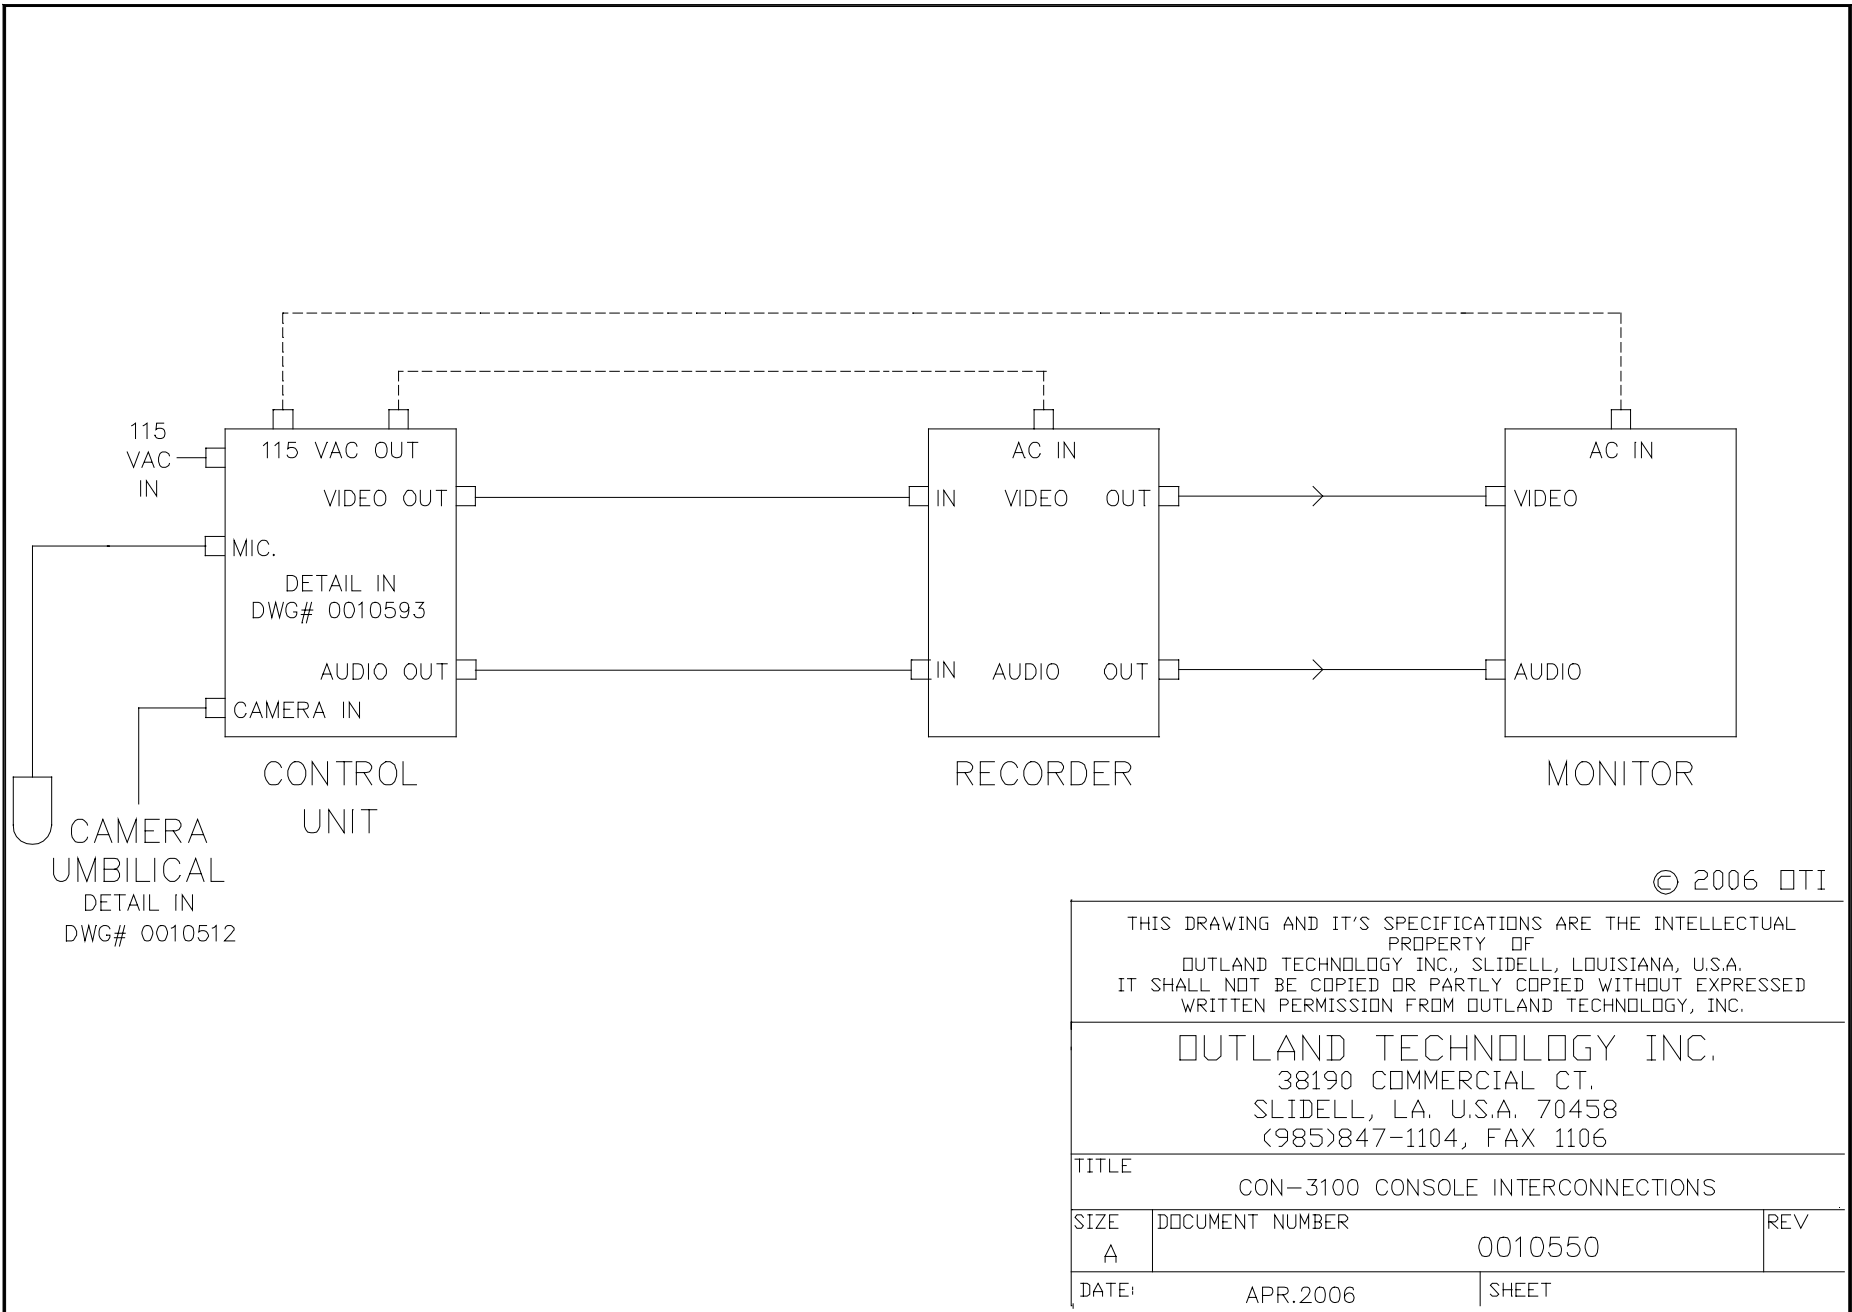 115
VAC
IN
115 VAC OUT
VIDEO OUT
MIC.
DETAIL IN
DWG# 0010593
AUDIO OUT
CAMERA IN
CONTROL
UNIT
CAMERA
UMBILICAL
DETAIL IN
DWG# 0010512
AC IN
IN VIDEO OUT
IN AUDIO OUT
RECORDER
AC IN
VIDEO
AUDIO
MONITOR
© 2006 OTI
THIS DRAWING AND IT'S SPECIFICATIONS ARE THE INTELLECTUAL
PROPERTY OF
OUTLAND TECHNOLOGY INC., SLIDELL, LOUISIANA, U.S.A.
IT SHALL NOT BE COPIED OR PARTLY COPIED WITHOUT EXPRESSED
WRITTEN PERMISSION FROM OUTLAND TECHNOLOGY, INC.
OUTLAND TECHNOLOGY INC.
38190 COMMERCIAL CT.
SLIDELL, LA. U.S.A. 70458
(985)847-1104, FAX 1106
TITLE
CON-3100 CONSOLE INTERCONNECTIONS
SIZE
A
DOCUMENT NUMBER
0010550
REV
DATE:
APR.2006
SHEET